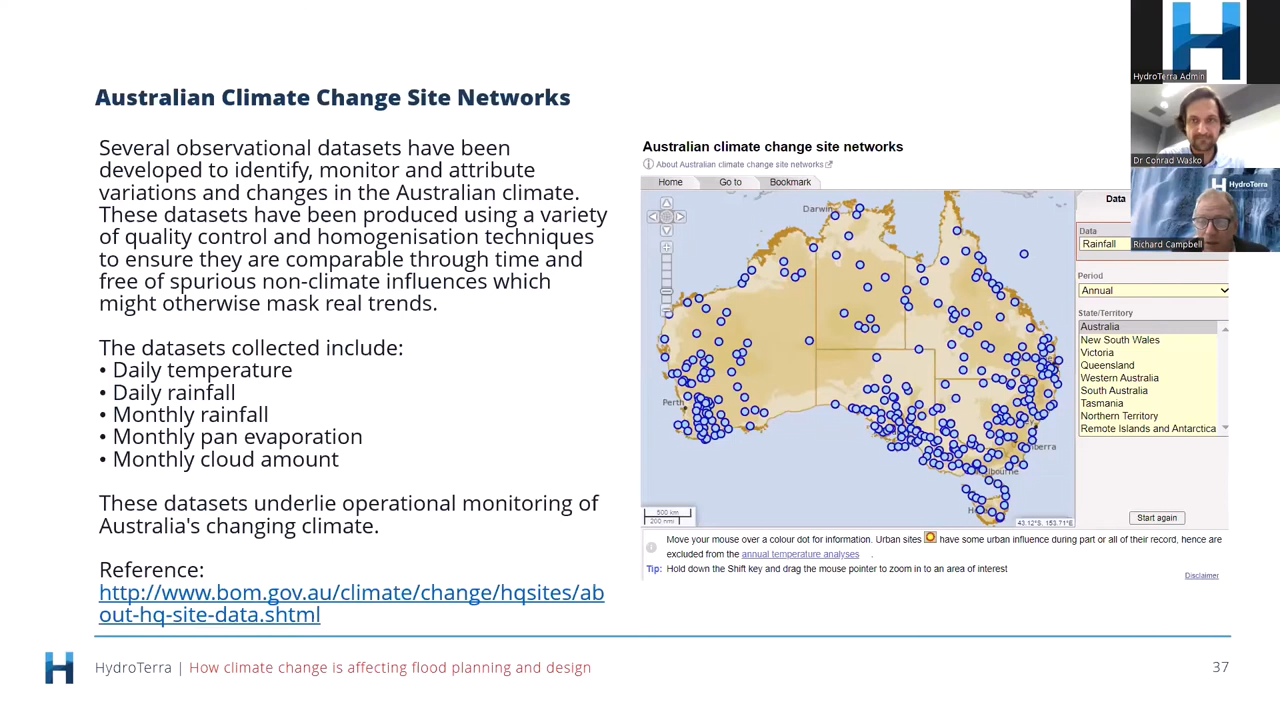 HydroTerra Admin
Dr Conrad Wasko
HydroTerra
Richard Campbell
Australian Climate Change Site Networks
Several observational datasets have been
developed to identify, monitor and attribute
variations and changes in the Australian climate.
These datasets have been produced using a variety
of quality control and homogenisation techniques
to ensure they are comparable through time and
free of spurious non-climate influences which
might otherwise mask real trends.
The datasets collected include:
• Daily temperature
• Daily rainfall
• Monthly rainfall
• Monthly pan evaporation
• Monthly cloud amount
These datasets underlie operational monitoring of
Australia's changing climate.
Reference:
http://www.bom.gov.au/climate/change/hqsites/ab
out-hq-site-data.shtml
Australian climate change site networks
About Australian climate change site networks
Home Go to Bookmark
Darwin
Perth
500 km
200 nm
43.12°S, 153.71°E
Data
Data
Rainfall
Period
Annual
State/Territory
Australia
New South Wales
Victoria
Queensland
Western Australia
South Australia
Tasmania
Northern Territory
Remote Islands and Antarctica
Start again
Move your mouse over a colour dot for information. Urban sites have some urban influence during part or all of their record, hence are
excluded from the annual temperature analyses .
Tip: Hold down the Shift key and drag the mouse pointer to zoom in to an area of interest
Disclaimer
HydroTerra | How climate change is affecting flood planning and design
37